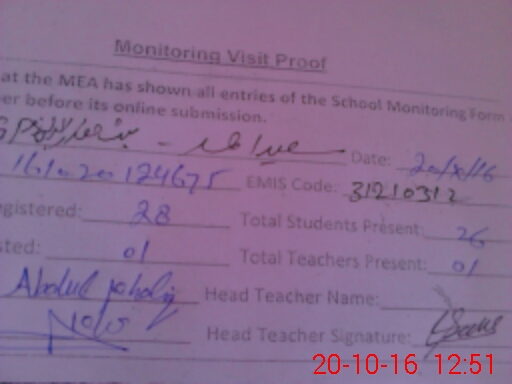 Monitoring Visit Proof
at the MEA has shown all entries of the School Monitoring Form
er before its online submission.
Date: 20/x/16
EMIS Code: 31210312
egistered: 28 Total Students Present: 26
sted: 01 Total Teachers Present: 01
Abdul Head Teacher Name:
Head Teacher Signature:
20-10-16 12:51